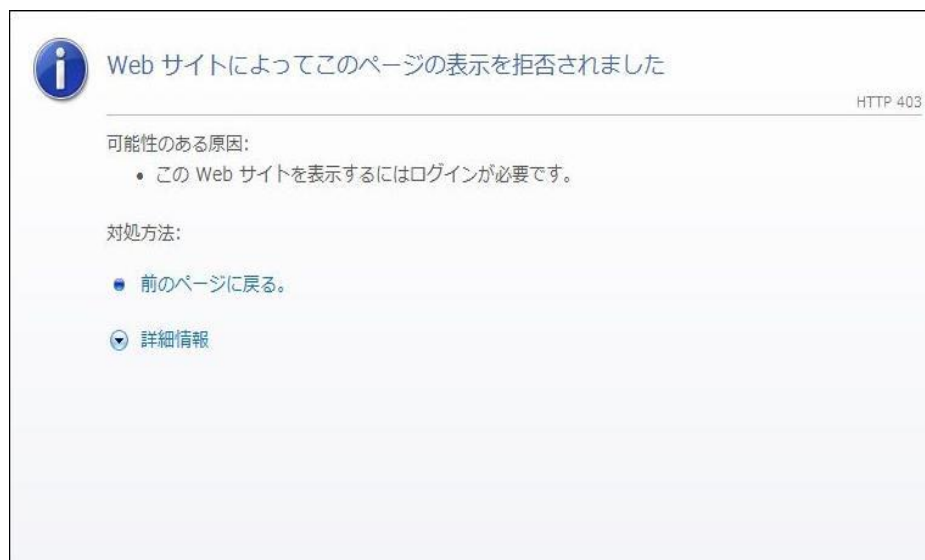 Web サイトによってこのページの表示を拒否されました
HTTP 403
可能性のある原因:
• この Web サイトを表示するにはログインが必要です。
対処方法:
前のページに戻る。
詳細情報